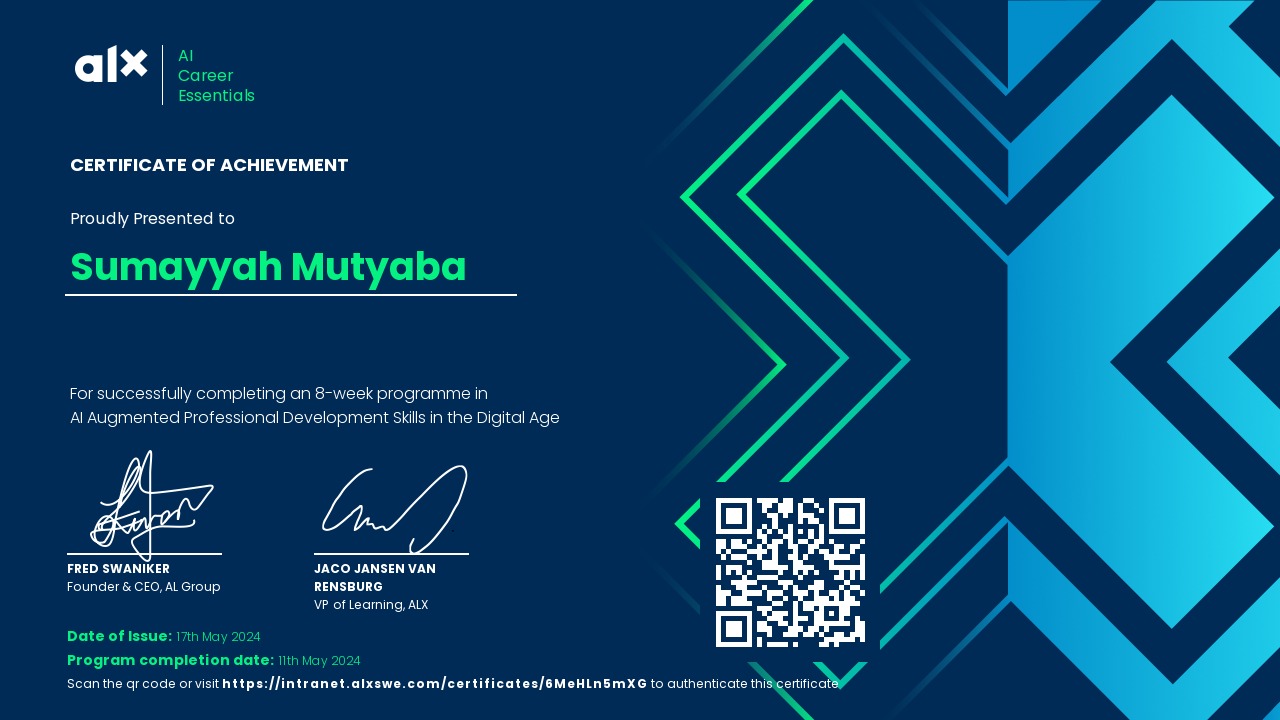 alx
AI
Career
Essentials
CERTIFICATE OF ACHIEVEMENT
Proudly Presented to
Sumayyah Mutyaba
For successfully completing an 8-week programme in
AI Augmented Professional Development Skills in the Digital Age
FRED SWANIKER
Founder & CEO, AL Group
JACO JANSEN VAN
RENSBURG
VP of Learning, ALX
Date of Issue: 17th May 2024
Program completion date: 11th May 2024
Scan the qr code or visit https://intranet.alxswe.com/certificates/6MeHLn5mXG to authenticate this certificate